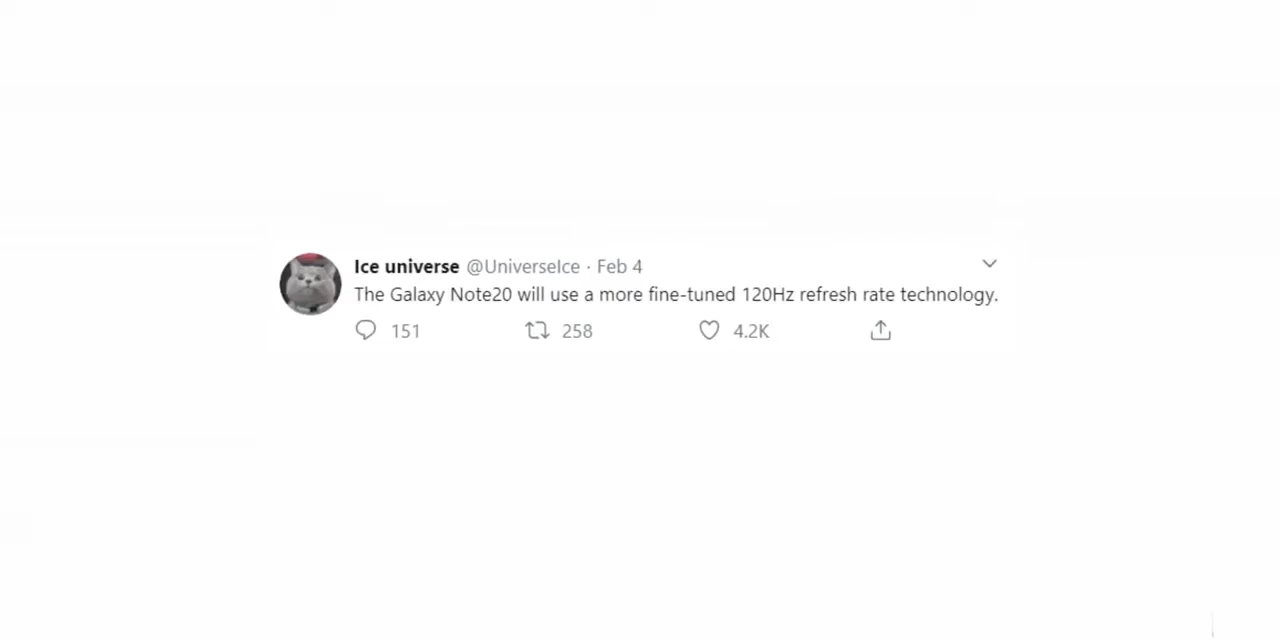 Ice universe @UniverseIce · Feb 4
The Galaxy Note20 will use a more fine-tuned 120Hz refresh rate technology.
151 258 4.2K